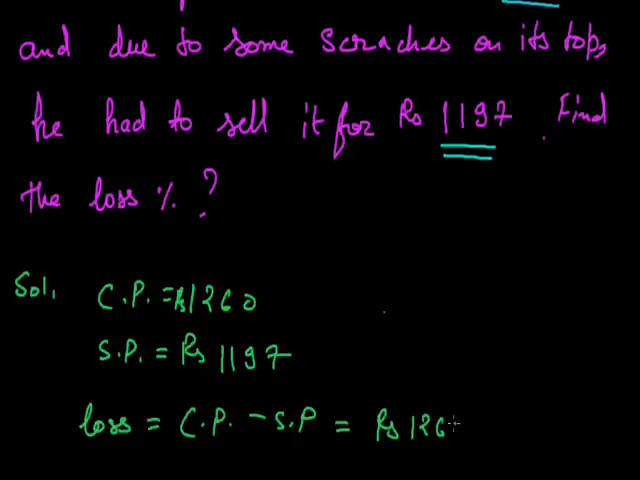 and due to some scraches on its top,
he had to sell it for Rs 1197. Find
the loss %?
Sol. C.P. = Rs 1260
S.P. = Rs 1197
loss = C.P. - S.P = Rs 126